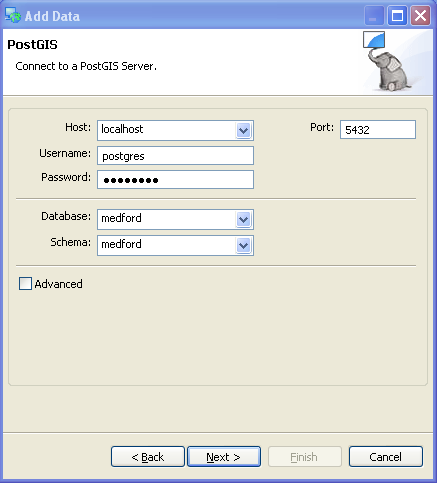 Add Data
PostGIS
Connect to a PostGIS Server.
Host: localhost Port: 5432
Username: postgres
Password: ●●●●●●●●
Database: medford
Schema: medford
Advanced
< Back Next > Finish Cancel